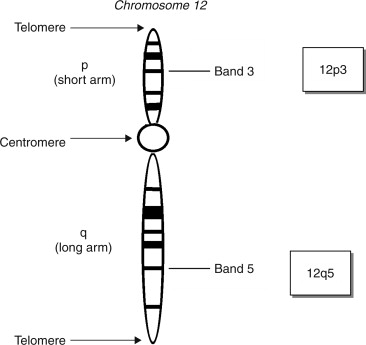 Chromosome 12
Telomere
p
(short arm)
Band 3
12p3
Centromere
q
(long arm)
Band 5
12q5
Telomere